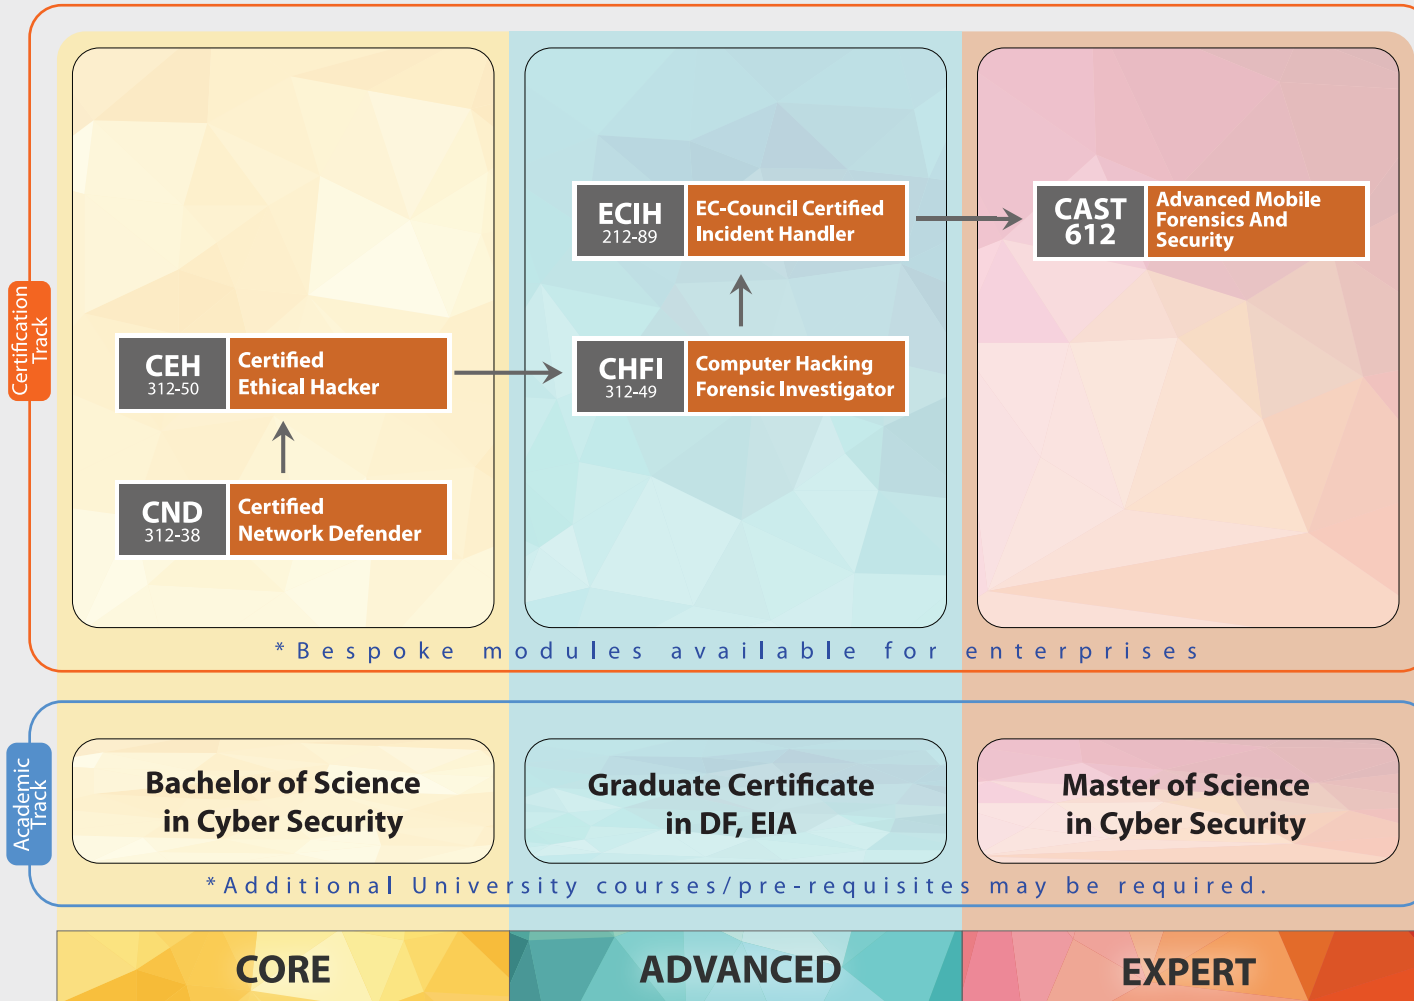 Certification
Track
ECIH
212-89
EC-Council Certified
Incident Handler
CAST
612
Advanced Mobile
Forensics And
Security
CEH
312-50
Certified
Ethical Hacker
CHFI
312-49
Computer Hacking
Forensic Investigator
CND
312-38
Certified
Network Defender
* Bespoke modules available for enterprises
Academic
Track
Bachelor of Science
in Cyber Security
Graduate Certificate
in DF, EIA
Master of Science
in Cyber Security
* Additional University courses/pre-requisites may be required.
CORE
ADVANCED
EXPERT